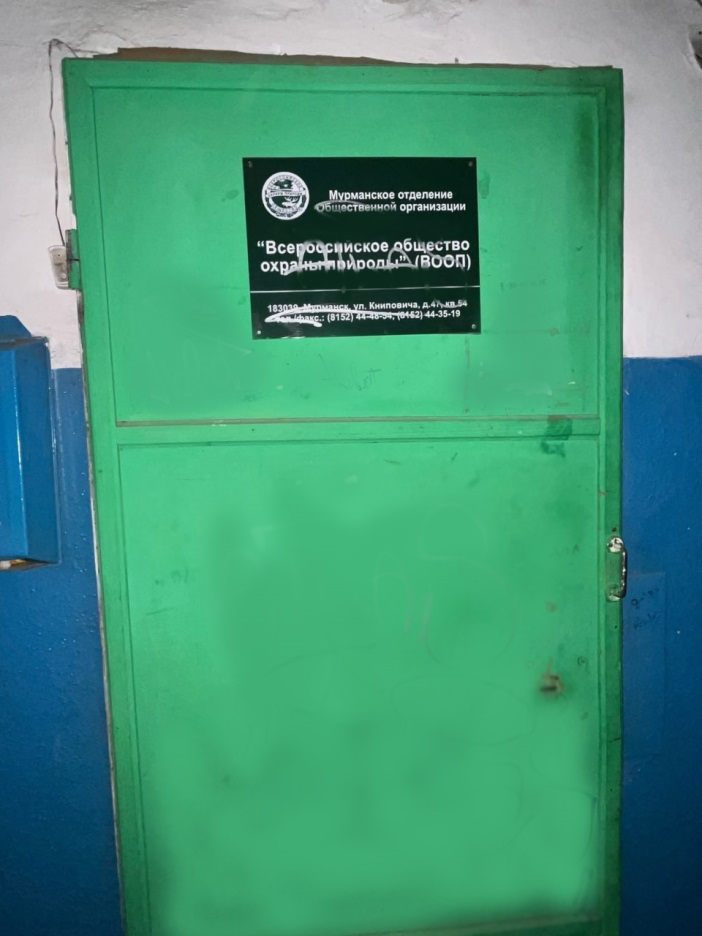 Мурманское отделение
Общественной организации
“Всероссийское общество
охраны природы” (ВООП)
183039, Мурманск, ул. Книповича, д.47, кв.54
тел./факс.: (8152) 44-48-54, (8152) 44-35-19